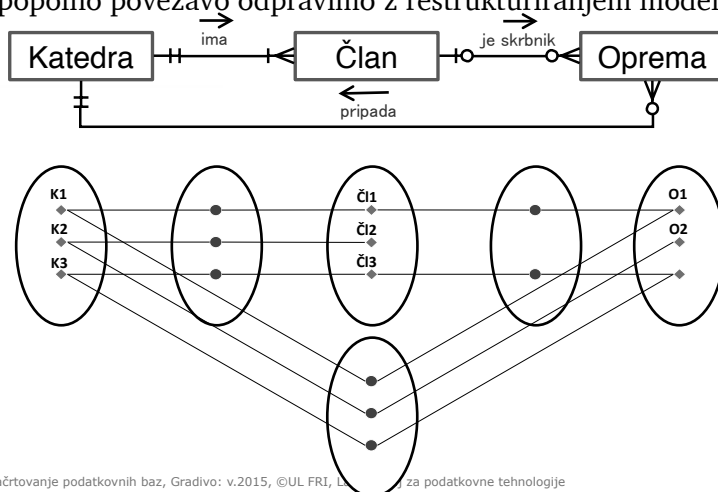 popolno povezavo odpravimo z restrukturiranjem
ima
je skrbnik
Katedra Član Oprema
pripada
K1 Čl1 O1
K2 Čl2 O2
K3 Čl3
črtovanje podatkovnih baz, Gradivo: v.2015, ©UL FRI, za podatkovne tehnologije